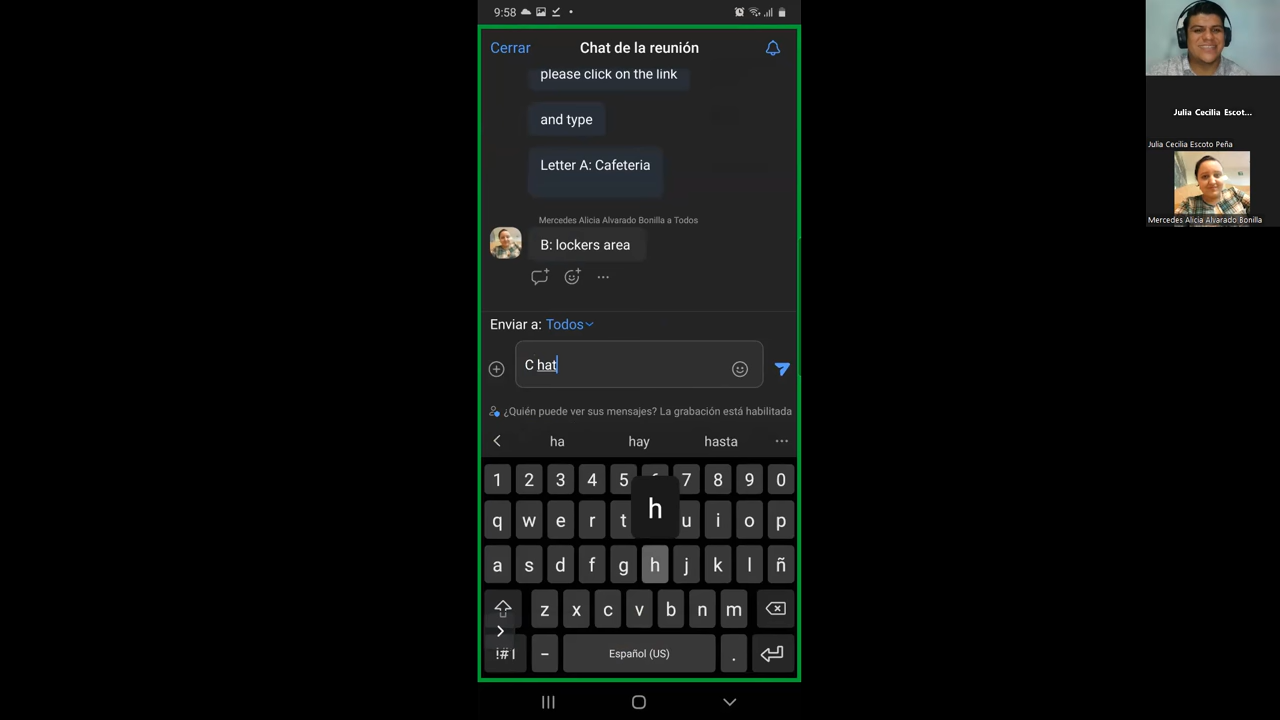 9:58
Cerrar
Chat de la reunión
please click on the link
and type
Letter A: Cafeteria
Mercedes Alicia Alvarado Bonilla a Todos
B: lockers area
Enviar a: Todos
C hat
¿Quién puede ver sus mensajes? La grabación está habilitada
ha hay hasta
1 2 3 4 5 6 7 8 9 0
q w e r t u i o p
h
a s d f g h j k l ñ
z x c v b n m
!#1 - Español (US) .
Julia Cecilia Escot...
Julia Cecilia Escoto Peña
Mercedes Alicia Alvarado Bonilla